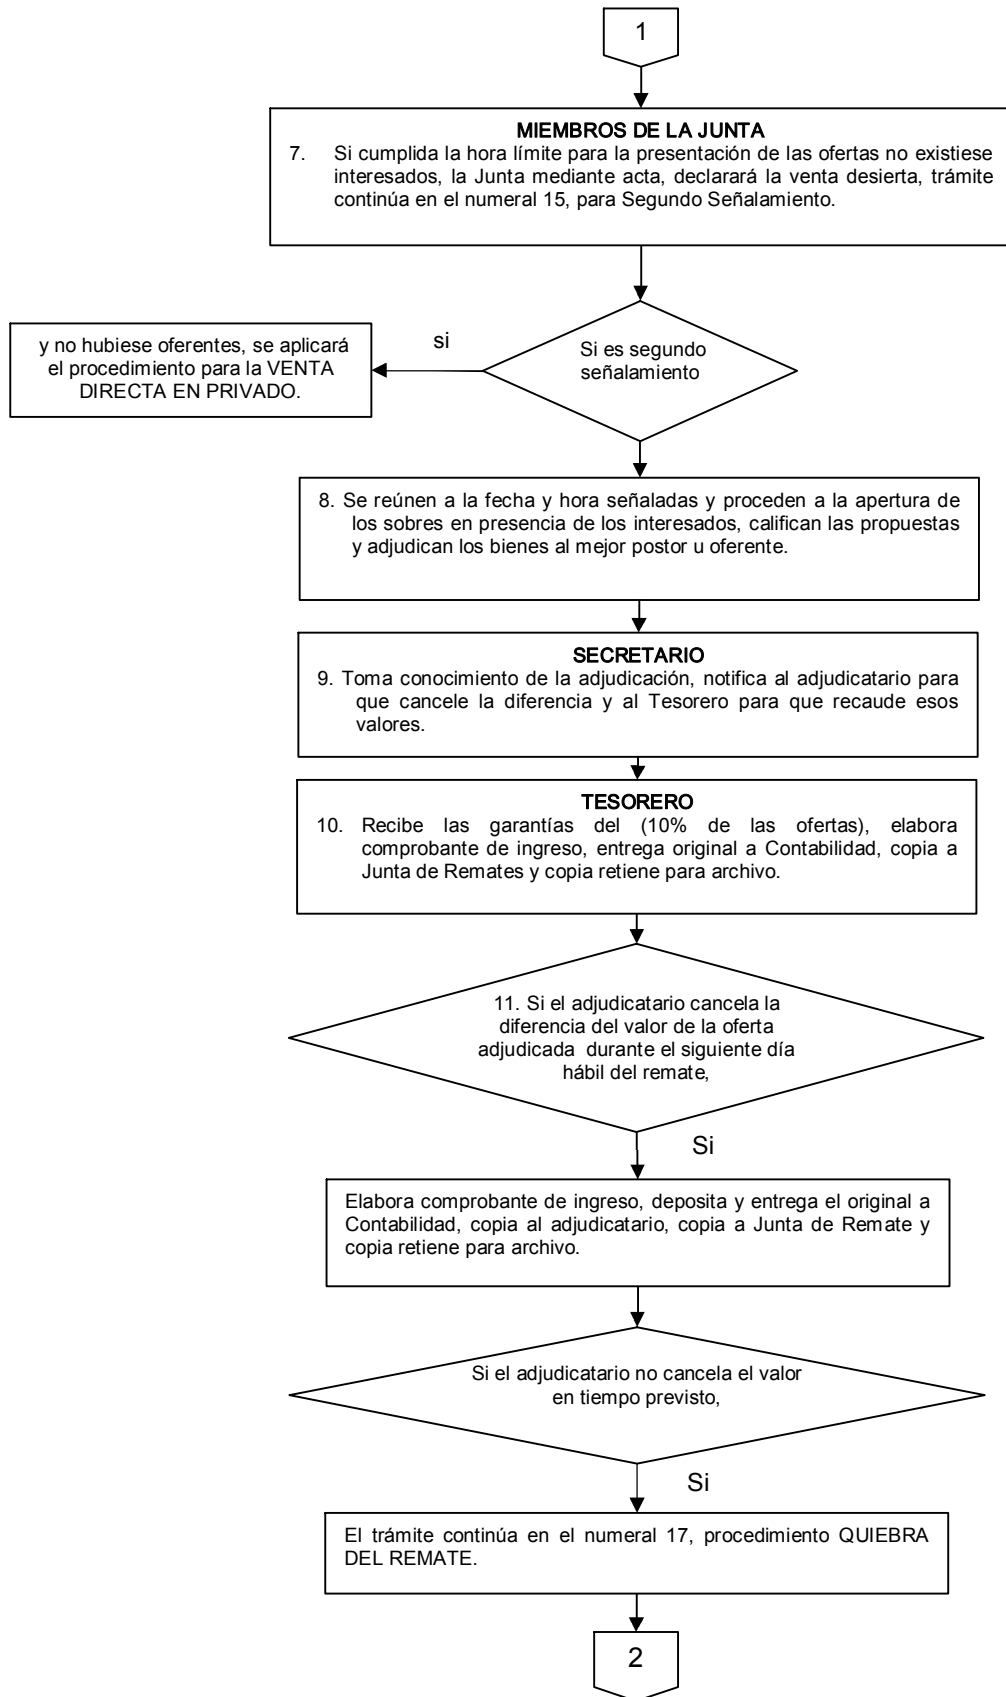 1
MIEMBROS DE LA JUNTA
7. Si cumplida la hora límite para la presentación de las ofertas no existiese
interesados, la Junta mediante acta, declarará la venta desierta, trámite
continúa en el numeral 15, para Segundo Señalamiento.
Si es segundo
señalamiento
si
y no hubiese oferentes, se aplicará
el procedimiento para la VENTA
DIRECTA EN PRIVADO.
8. Se reúnen a la fecha y hora señaladas y proceden a la apertura de
los sobres en presencia de los interesados, califican las propuestas
y adjudican los bienes al mejor postor u oferente.
SECRETARIO
9. Toma conocimiento de la adjudicación, notifica al adjudicatario para
que cancele la diferencia y al Tesorero para que recaude esos
valores.
TESORERO
10. Recibe las garantías del (10% de las ofertas), elabora
comprobante de ingreso, entrega original a Contabilidad, copia a
Junta de Remates y copia retiene para archivo.
11. Si el adjudicatario cancela la
diferencia del valor de la oferta
adjudicada durante el siguiente día
hábil del remate,
Si
Elabora comprobante de ingreso, deposita y entrega el original a
Contabilidad, copia al adjudicatario, copia a Junta de Remate y
copia retiene para archivo.
Si el adjudicatario no cancela el valor
en tiempo previsto,
Si
El trámite continúa en el numeral 17, procedimiento QUIEBRA
DEL REMATE.
2